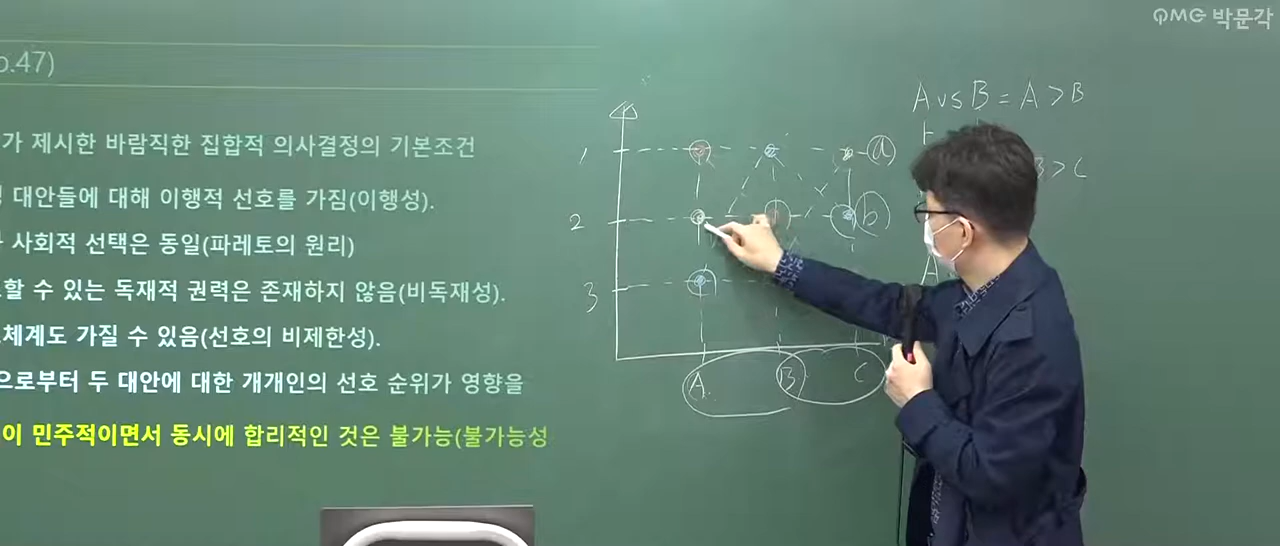 PMG 박문각
p.47)
가 제시한 바람직한 집합적 의사결정의 기본조건
대안들에 대해 이행적 선호를 가짐(이행성).
사회적 선택은 동일(파레토의 원리)
할 수 있는 독재적 권력은 존재하지 않음(비독재성).
체계도 가질 수 있음(선호의 비제한성).
으로부터 두 대안에 대한 개개인의 선호 순위가 영향을
이 민주적이면서 동시에 합리적인 것은 불가능(불가능성
A vs B = A > B
B > C
A
1
a
2
b
3
A B C